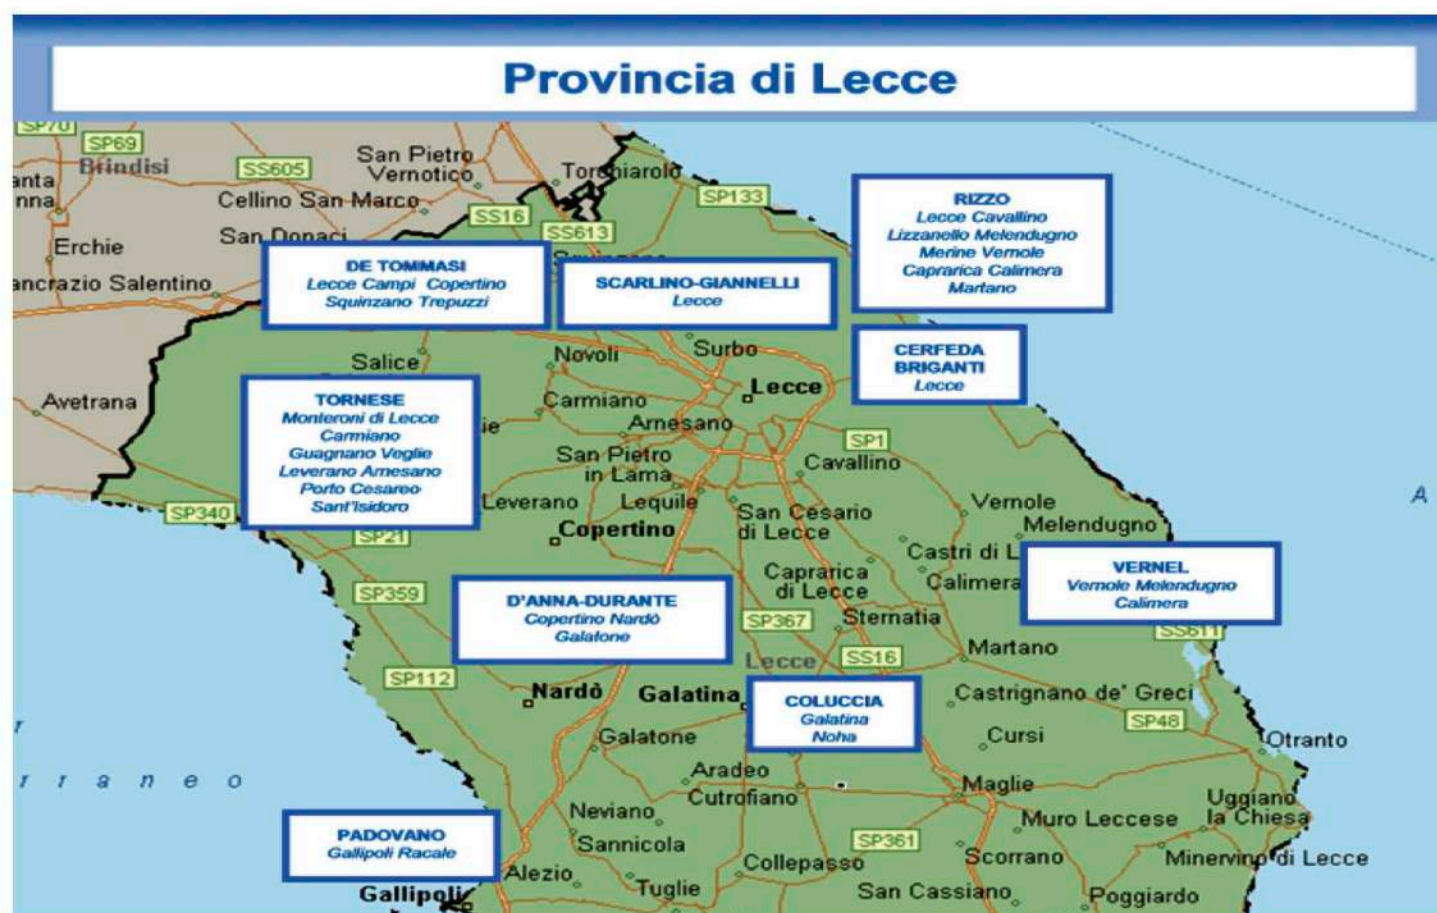 Provincia di Lecce
SP70
SP69
Brindisi
SS605
San Pietro
Vernotico
Torchiarolo
SP133
Cellino San Marco
SS16
SS613
San Donaci
Erchie
ancrazio Salentino
RIZZO
Lecce Cavallino
Lizzanello Melendugno
Merine Vernole
Caprarica Calimera
Martano
DE TOMMASI
Lecce Campi Copertino
Squinzano Trepuzzi
SCARLINO-GIANNELLI
Lecce
CERFEDA
BRIGANTI
Lecce
Salice
Novoli
Surbo
Lecce
Avetrana
TORNESE
Monteroni di Lecce
Carmiano
Guagnano Veglie
Leverano Arnesano
Porto Cesareo
Sant'Isidoro
ie
Carmiano
Arnesano
SP1
San Pietro
in Lama
Cavallino
SP340
Leverano
Lequile
San Cesario
di Lecce
Vernole
Melendugno
A
SP21
Copertino
Castri di L
Caprarica
di Lecce
Calimera
VERNEL
Vernole Melendugno
Calimera
SP359
D'ANNA-DURANTE
Copertino Nardò
Galatone
SP367
Sternatia
SS611
Lecce
SS16
Martano
SP112
Nardò
Galatina
COLUCCIA
Galatina
Noha
Castrignano de' Greci
SP48
Galatone
Cursi
Otranto
r r a n e o
Aradeo
Cutrofiano
Maglie
Uggiano
la Chiesa
Neviano
Muro Leccese
PADOVANO
Gallipoli Racale
Sannicola
SP361
Scorrano
Minervino di Lecce
Collepasso
Alezio
Gallipoli
Tuglie
San Cassiano
Poggiardo